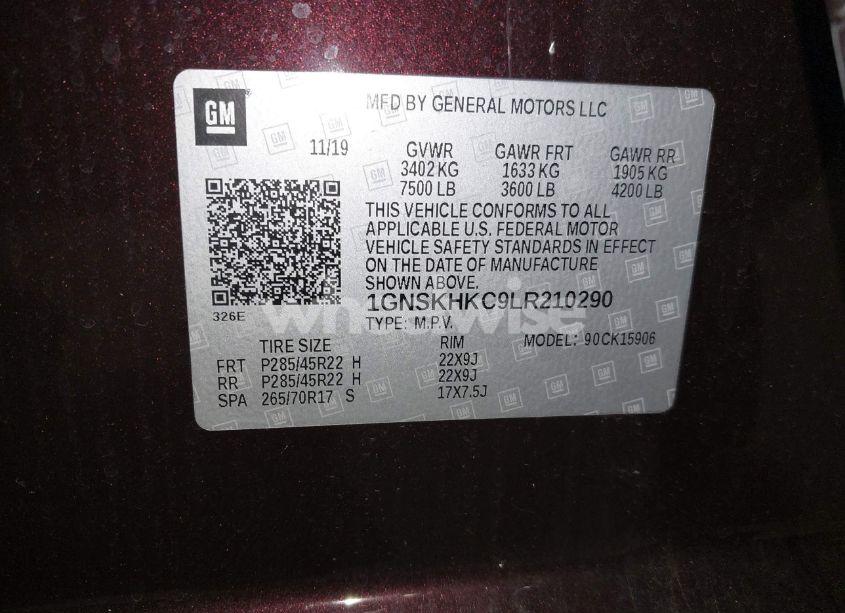 GM
MFD BY GENERAL MOTORS LLC
11/19 GVWR GAWR FRT GAWR RR
3402 KG 1633 KG 1905 KG
7500 LB 3600 LB 4200 LB
THIS VEHICLE CONFORMS TO ALL
APPLICABLE U.S. FEDERAL MOTOR
VEHICLE SAFETY STANDARDS IN EFFECT
ON THE DATE OF MANUFACTURE
SHOWN ABOVE.
1GNSKHKC9LR210290
326E
TYPE: M.P.V. MODEL: 90CK15906
TIRE SIZE RIM
FRT P285/45R22 H 22X9J
RR P285/45R22 H 22X9J
SPA 265/70R17 S 17X7.5J